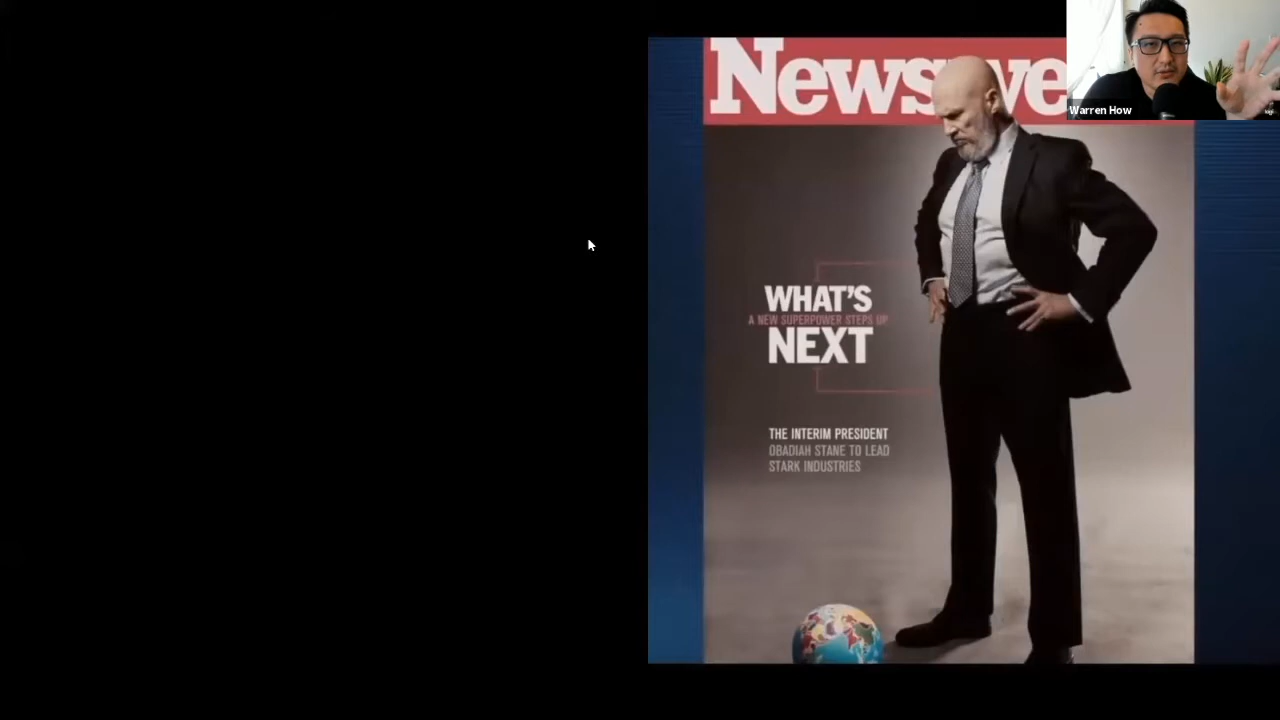 Newswe
Warren How
WHAT'S
A NEW SUPERPOWER STEPS UP
NEXT
THE INTERIM PRESIDENT
OBADIAH STANE TO LEAD
STARK INDUSTRIES